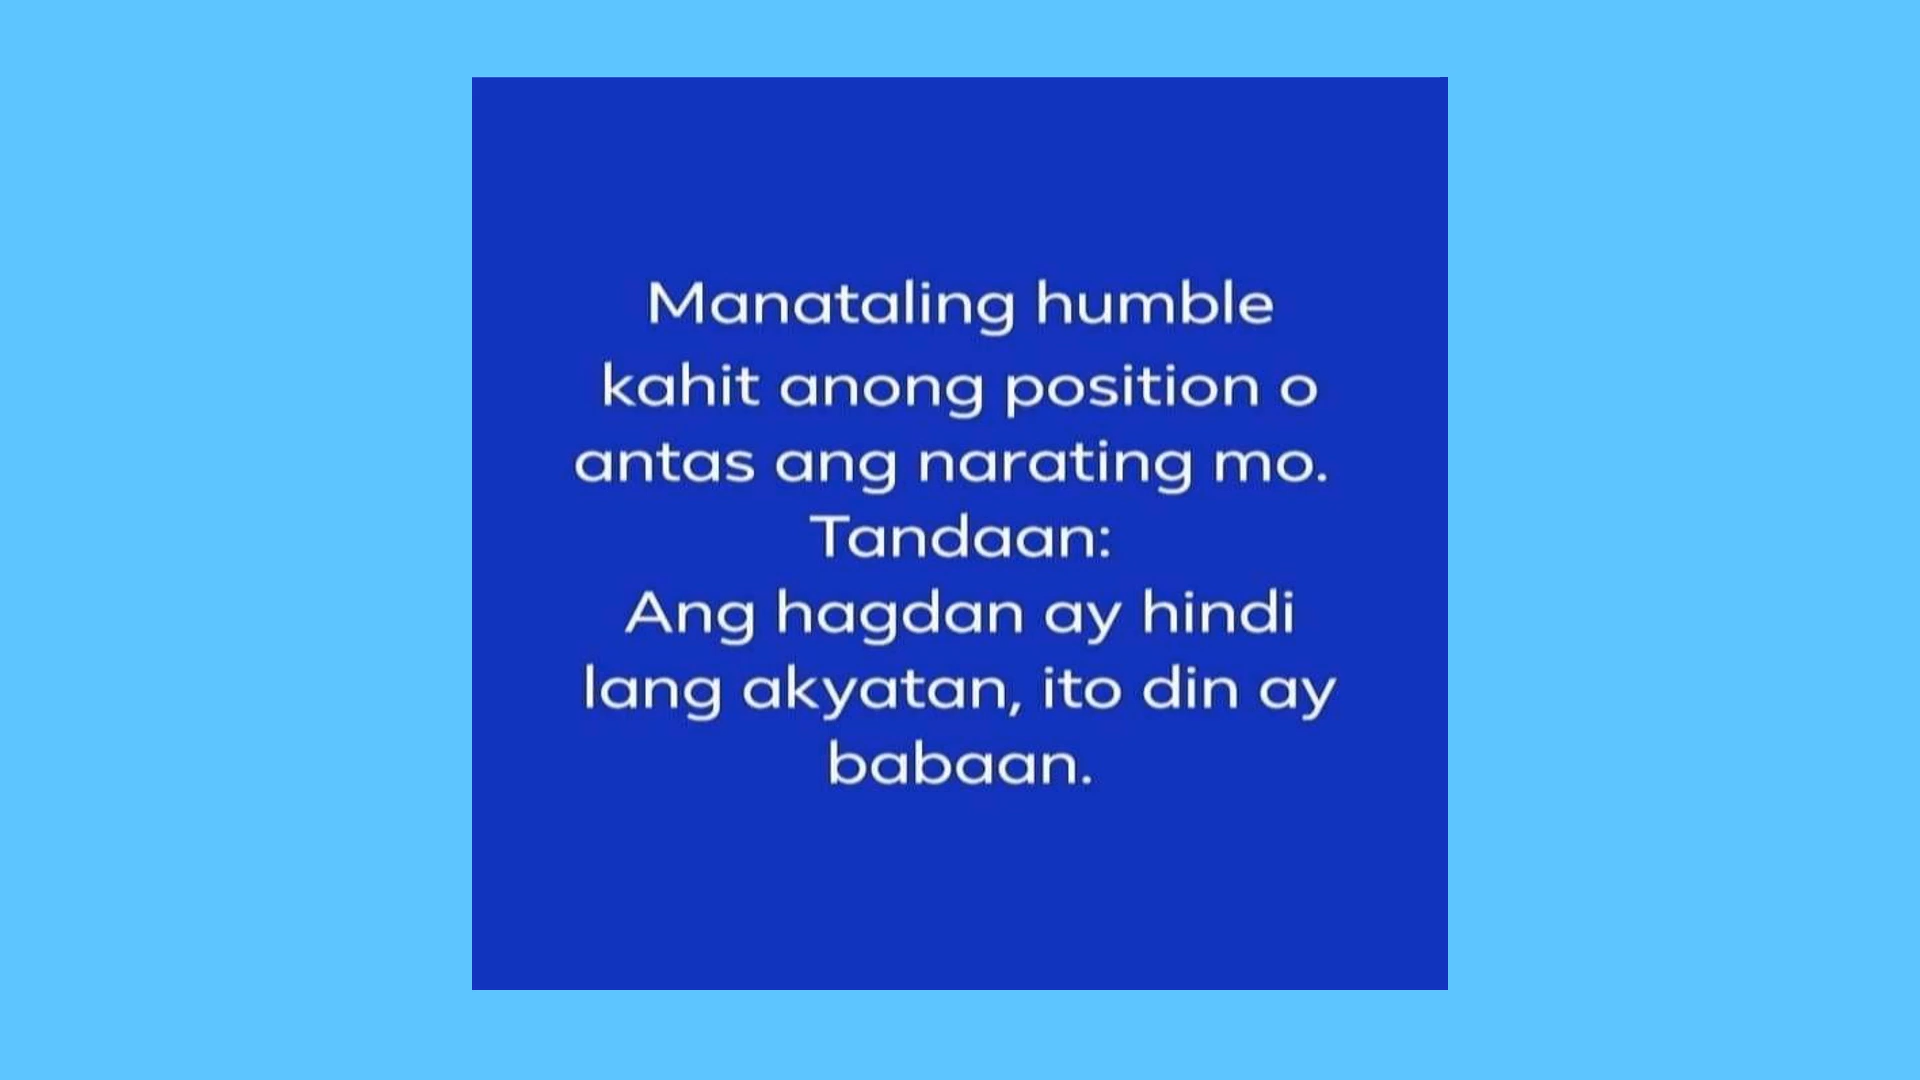 Manataling humble
kahit anong position o
antas ang narating mo.
Tandaan:
Ang hagdan ay hindi
lang akyatan, ito din ay
babaan.